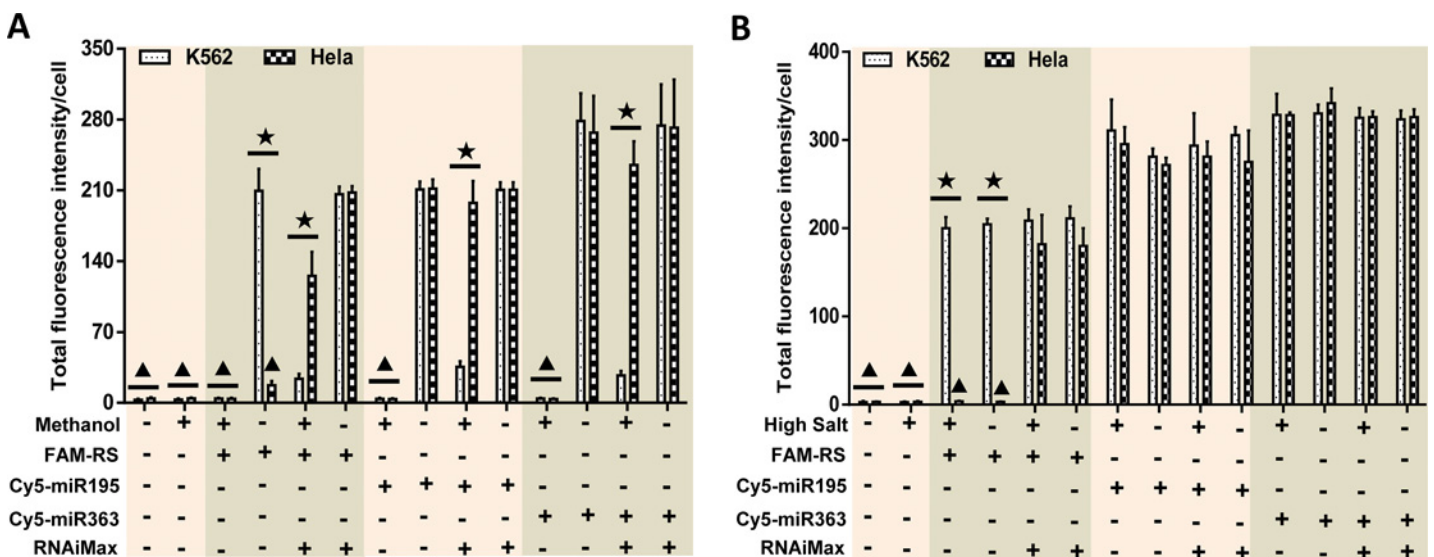 A
350
280
210
140
70
0
Total fluorescence intensity/cell
K562 Hela
Methanol - + + - + - + - + - + - + -
FAM-RS - - + + + + - - - - - - - -
Cy5-miR195 - - - - - - + + + + - - - -
Cy5-miR363 - - - - - - - - - - + + + +
RNAiMax - - - - + + - - + + - - + +
B
400
300
200
100
0
Total fluorescence intensity/cell
K562 Hela
High Salt - + + - + - + - + - + - + -
FAM-RS - - + + + + - - - - - - - -
Cy5-miR195 - - - - - - + + + + - - - -
Cy5-miR363 - - - - - - - - - - + + + +
RNAiMax - - - - + + - - + + - - + +